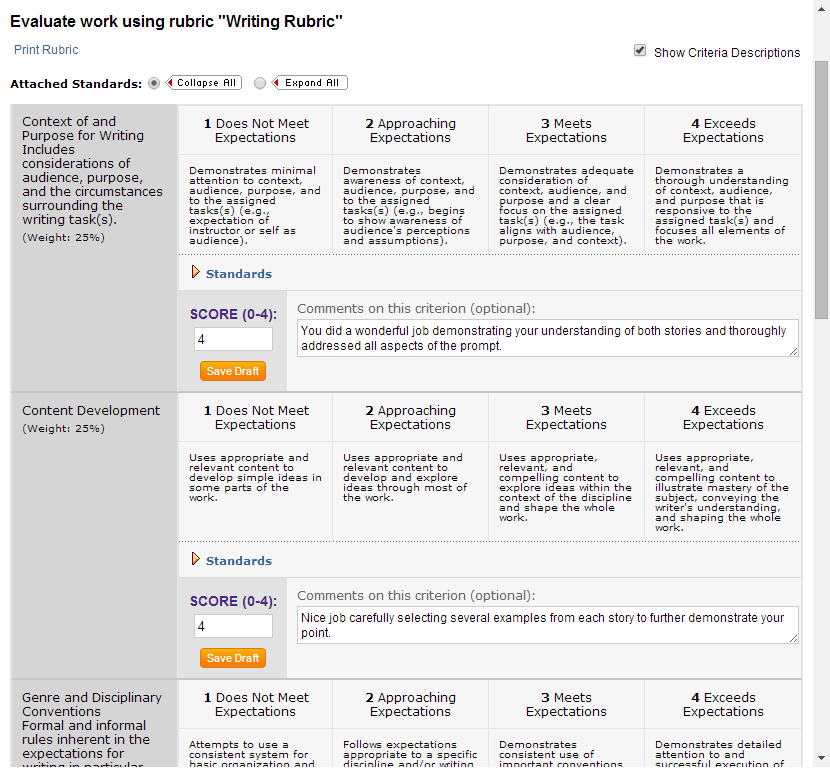 Evaluate work using rubric "Writing Rubric"
Print Rubric
Show Criteria Descriptions
Attached Standards: Collapse All Expand All
Context of and
Purpose for Writing
Includes
considerations of
audience, purpose,
and the circumstances
surrounding the
writing task(s).
(Weight: 25%)
1 Does Not Meet
Expectations
2 Approaching
Expectations
3 Meets
Expectations
4 Exceeds
Expectations
Demonstrates minimal
attention to context,
audience, purpose, and
to the assigned
tasks(s) (e.g.,
expectation of
instructor or self as
audience).
Demonstrates
awareness of context,
audience, purpose, and
to the assigned
tasks(s) (e.g., begins
to show awareness of
audience's perceptions
and assumptions).
Demonstrates adequate
consideration of
context, audience, and
purpose and a clear
focus on the assigned
task(s) (e.g., the task
aligns with audience,
purpose, and context).
Demonstrates a
thorough understanding
of context, audience,
and purpose that is
responsive to the
assigned task(s) and
focuses all elements of
the work.
Standards
SCORE (0-4):
4
Save Draft
Comments on this criterion (optional):
You did a wonderful job demonstrating your understanding of both stories and thoroughly
addressed all aspects of the prompt.
Content Development
(Weight: 25%)
1 Does Not Meet
Expectations
2 Approaching
Expectations
3 Meets
Expectations
4 Exceeds
Expectations
Uses appropriate and
relevant content to
develop simple ideas in
some parts of the
work.
Uses appropriate and
relevant content to
develop and explore
ideas through most of
the work.
Uses appropriate,
relevant, and
compelling content to
explore ideas within the
context of the discipline
and shape the whole
work.
Uses appropriate,
relevant, and
compelling content to
illustrate mastery of the
subject, conveying the
writer's understanding,
and shaping the whole
work.
Standards
SCORE (0-4):
4
Save Draft
Comments on this criterion (optional):
Nice job carefully selecting several examples from each story to further demonstrate your
point.
Genre and Disciplinary
Conventions
Formal and informal
rules inherent in the
expectations for
writing in particular
1 Does Not Meet
Expectations
2 Approaching
Expectations
3 Meets
Expectations
4 Exceeds
Expectations
Attempts to use a
consistent system for
basic organization and
Follows expectations
appropriate to a specific
discipline and/or writing
Demonstrates
consistent use of
important conventions
Demonstrates detailed
attention to and
successful execution of